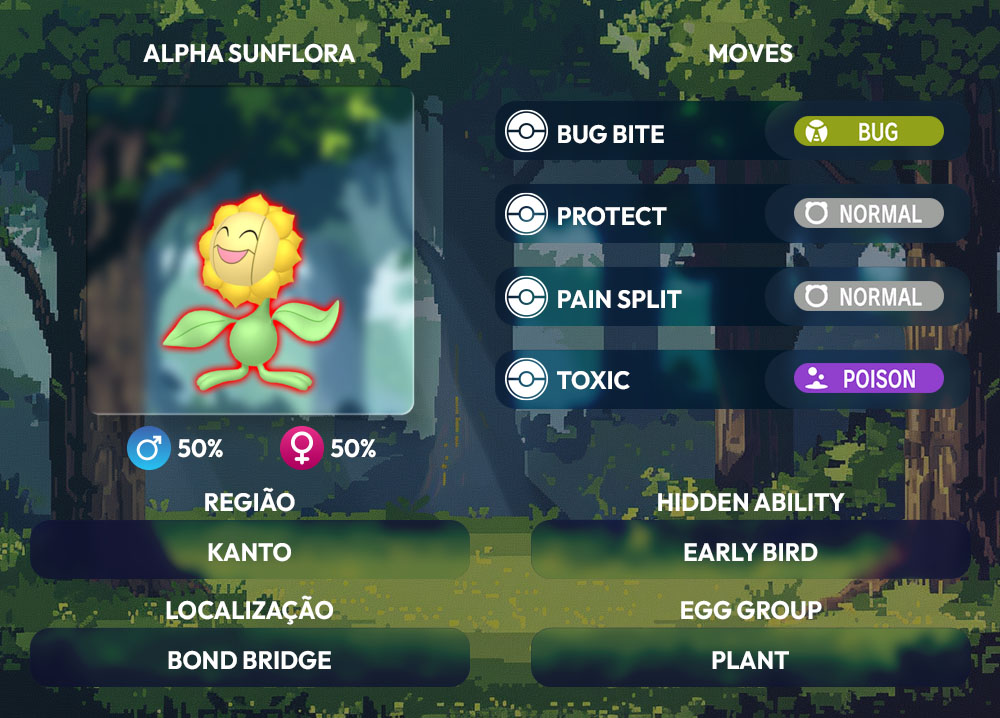 ALPHA SUNFLORA
50%
50%
REGIÃO
KANTO
LOCALIZAÇÃO
BOND BRIDGE
MOVES
BUG BITE
BUG
PROTECT
NORMAL
PAIN SPLIT
NORMAL
TOXIC
POISON
HIDDEN ABILITY
EARLY BIRD
EGG GROUP
PLANT